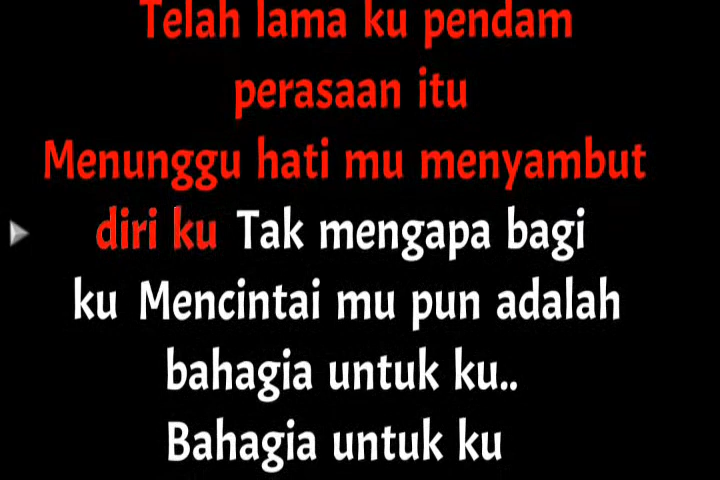 Telah lama ku pendam
perasaan itu
Menunggu hati mu menyambut
diri ku Tak mengapa bagi
ku Mencintai mu pun adalah
bahagia untuk ku..
Bahagia untuk ku